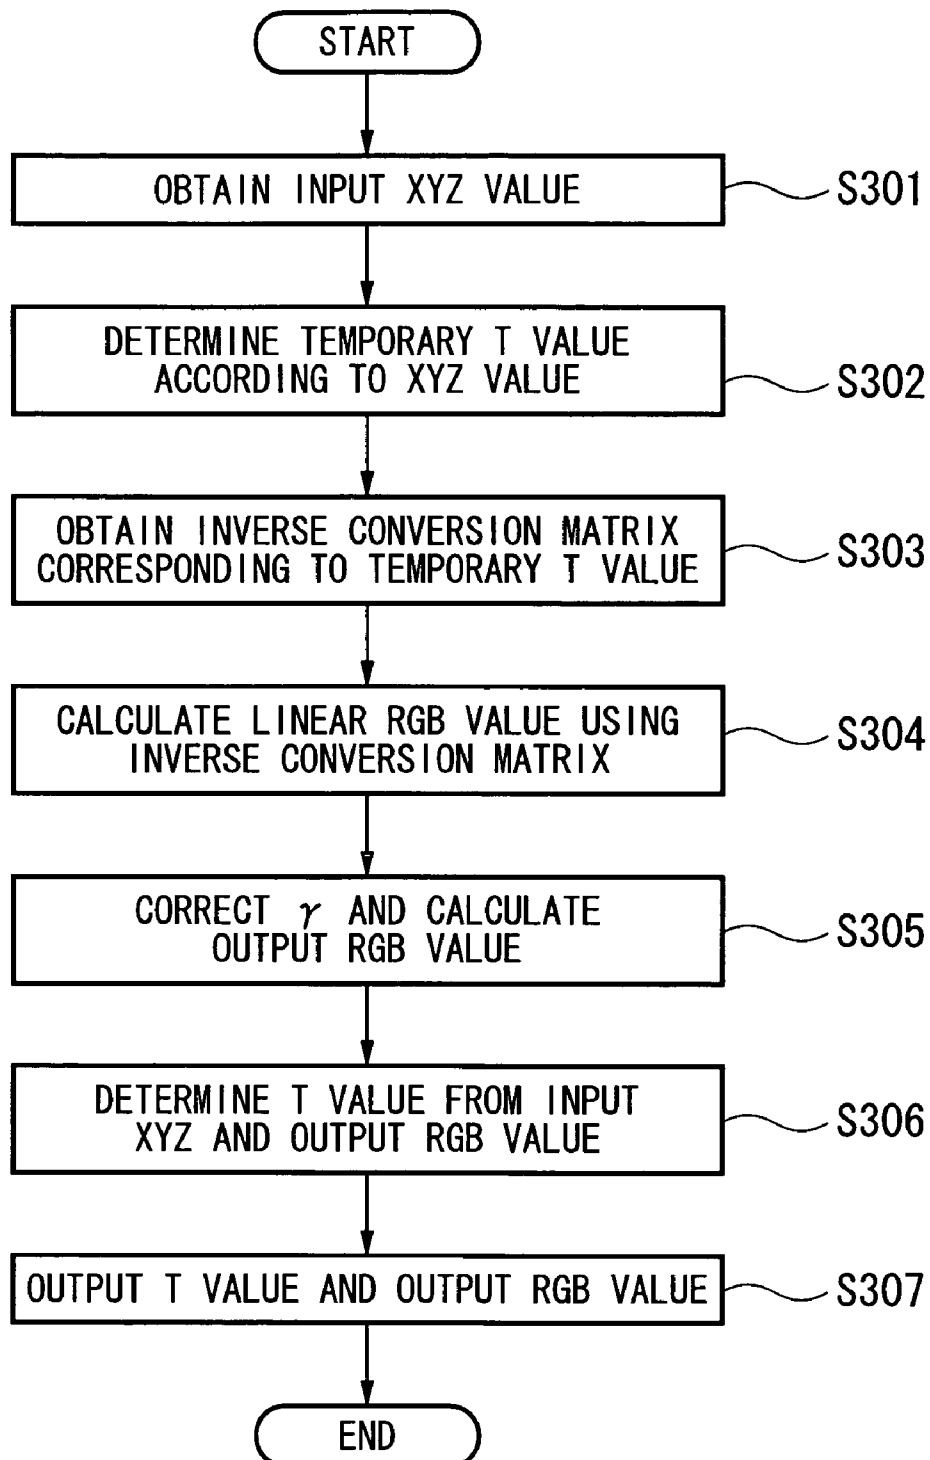 START
OBTAIN INPUT XYZ VALUE
S301
DETERMINE TEMPORARY T VALUE
ACCORDING TO XYZ VALUE
S302
OBTAIN INVERSE CONVERSION MATRIX
CORRESPONDING TO TEMPORARY T VALUE
S303
CALCULATE LINEAR RGB VALUE USING
INVERSE CONVERSION MATRIX
S304
CORRECT γ AND CALCULATE
OUTPUT RGB VALUE
S305
DETERMINE T VALUE FROM INPUT
XYZ AND OUTPUT RGB VALUE
S306
OUTPUT T VALUE AND OUTPUT RGB VALUE
S307
END